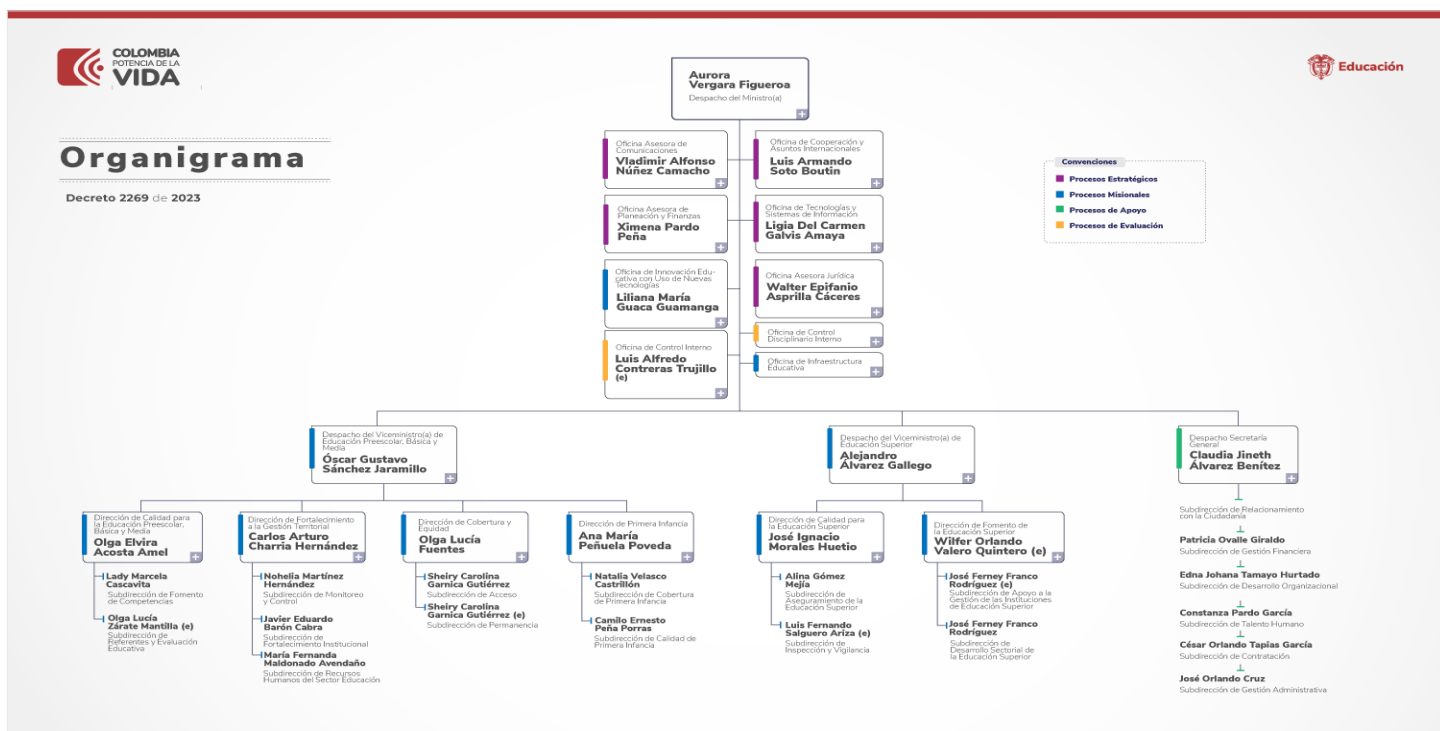 COLOMBIA
POTENCIA DE LA
VIDA
Educación
Organigrama
Decreto 2269 de 2023
Aurora
Vergara Figueroa
Despacho del Ministro(a)
Oficina Asesora de
Comunicaciones
Vladimir Alfonso
Núñez Camacho
Oficina de Cooperación y
Asuntos Internacionales
Luis Armando
Soto Boutin
Oficina Asesora de
Planeación y Finanzas
Ximena Pardo
Peña
Oficina de Tecnologías y
Sistemas de Información
Ligia Del Carmen
Galvis Amaya
Oficina de Innovación Edu-
cativa con Uso de Nuevas
Tecnologías
Liliana María
Guaca Guamanga
Oficina Asesora Jurídica
Walter Epifanio
Asprilla Cáceres
Oficina de Control Interno
Luis Alfredo
Contreras Trujillo
(e)
Oficina de Control
Disciplinario Interno
Oficina de Infraestructura
Educativa
Convenciones
Procesos Estratégicos
Procesos Misionales
Procesos de Apoyo
Procesos de Evaluación
Despacho del Viceministro(a) de
Educación Preescolar, Básica y
Media
Óscar Gustavo
Sánchez Jaramillo
Despacho del Viceministro(a) de
Educación Superior
Alejandro
Álvarez Gallego
Despacho Secretaría
General
Claudia Jineth
Álvarez Benítez
Dirección de Calidad para
la Educación Preescolar,
Básica y Media
Olga Elvira
Acosta Amel
Lady Marcela
Cascavita
Subdirección de Fomento
de Competencias
Olga Lucía
Zárate Mantilla (e)
Subdirección de
Referentes y Evaluación
Educativa
Dirección de Fortalecimiento
a la Gestión Territorial
Carlos Arturo
Charria Hernández
Nohelia Martínez
Hernández
Subdirección de Monitoreo
y Control
Javier Eduardo
Barón Cabra
Subdirección de
Fortalecimiento Institucional
María Fernanda
Maldonado Avendaño
Subdirección de Recursos
Humanos del Sector Educación
Dirección de Cobertura y
Equidad
Olga Lucía
Fuentes
Sheiry Carolina
Garnica Gutiérrez
Subdirección de Acceso
Sheiry Carolina
Garnica Gutiérrez (e)
Subdirección de Permanencia
Dirección de Primera Infancia
Ana María
Peñuela Poveda
Natalia Velasco
Castrillón
Subdirección de Cobertura
de Primera Infancia
Camilo Ernesto
Peña Porras
Subdirección de Calidad de
Primera Infancia
Dirección de Calidad para
la Educación Superior
José Ignacio
Morales Huetio
Alina Gómez
Mejía
Subdirección de
Aseguramiento de la
Educación Superior
Luis Fernando
Salguero Ariza (e)
Subdirección de
Inspección y Vigilancia
Dirección de Fomento de
la Educación Superior
Wilfer Orlando
Valero Quintero (e)
José Ferney Franco
Rodríguez (e)
Subdirección de Apoyo a la
Gestión de las Instituciones
de Educación Superior
José Ferney Franco
Rodríguez
Subdirección de
Desarrollo Sectorial de
la Educación Superior
Subdirección de Relacionamiento
con la Ciudadanía
Patricia Ovalle Giraldo
Subdirección de Gestión Financiera
Edna Johana Tamayo Hurtado
Subdirección de Desarrollo Organizacional
Constanza Pardo García
Subdirección de Talento Humano
César Orlando Tapias García
Subdirección de Contratación
José Orlando Cruz
Subdirección de Gestión Administrativa